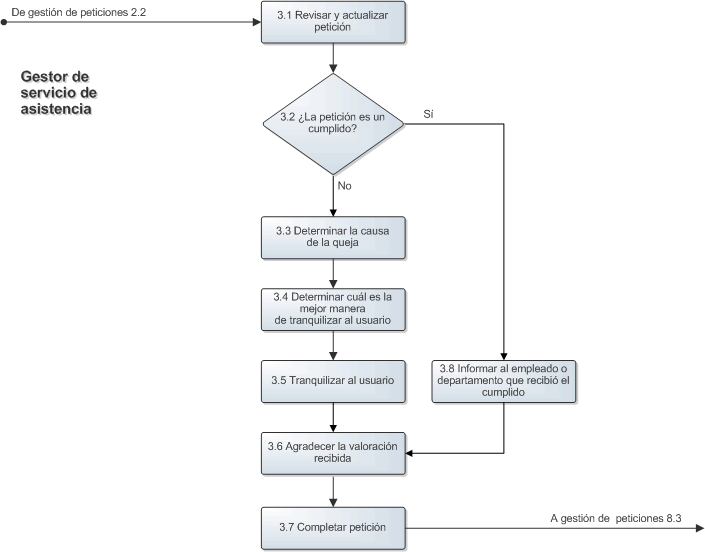 De gestión de peticiones 2.2
3.1 Revisar y actualizar
petición
Gestor de
servicio de
asistencia
3.2 ¿La petición es un
cumplido?
Sí
No
3.3 Determinar la causa
de la queja
3.4 Determinar cuál es la
mejor manera
de tranquilizar al usuario
3.5 Tranquilizar al usuario
3.8 Informar al empleado o
departamento que recibió el
cumplido
3.6 Agradecer la valoración
recibida
3.7 Completar petición
A gestión de peticiones 8.3